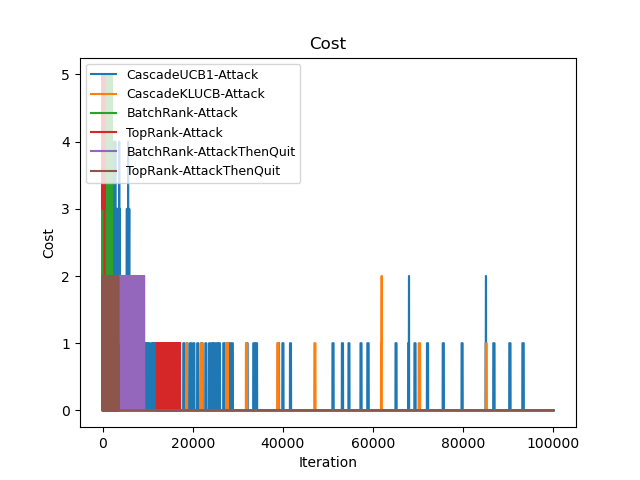 Cost
5
4
3
2
1
0
Cost
CascadeUCB1-Attack
CascadeKLUCB-Attack
BatchRank-Attack
TopRank-Attack
BatchRank-AttackThenQuit
TopRank-AttackThenQuit
0 20000 40000 60000 80000 100000
Iteration